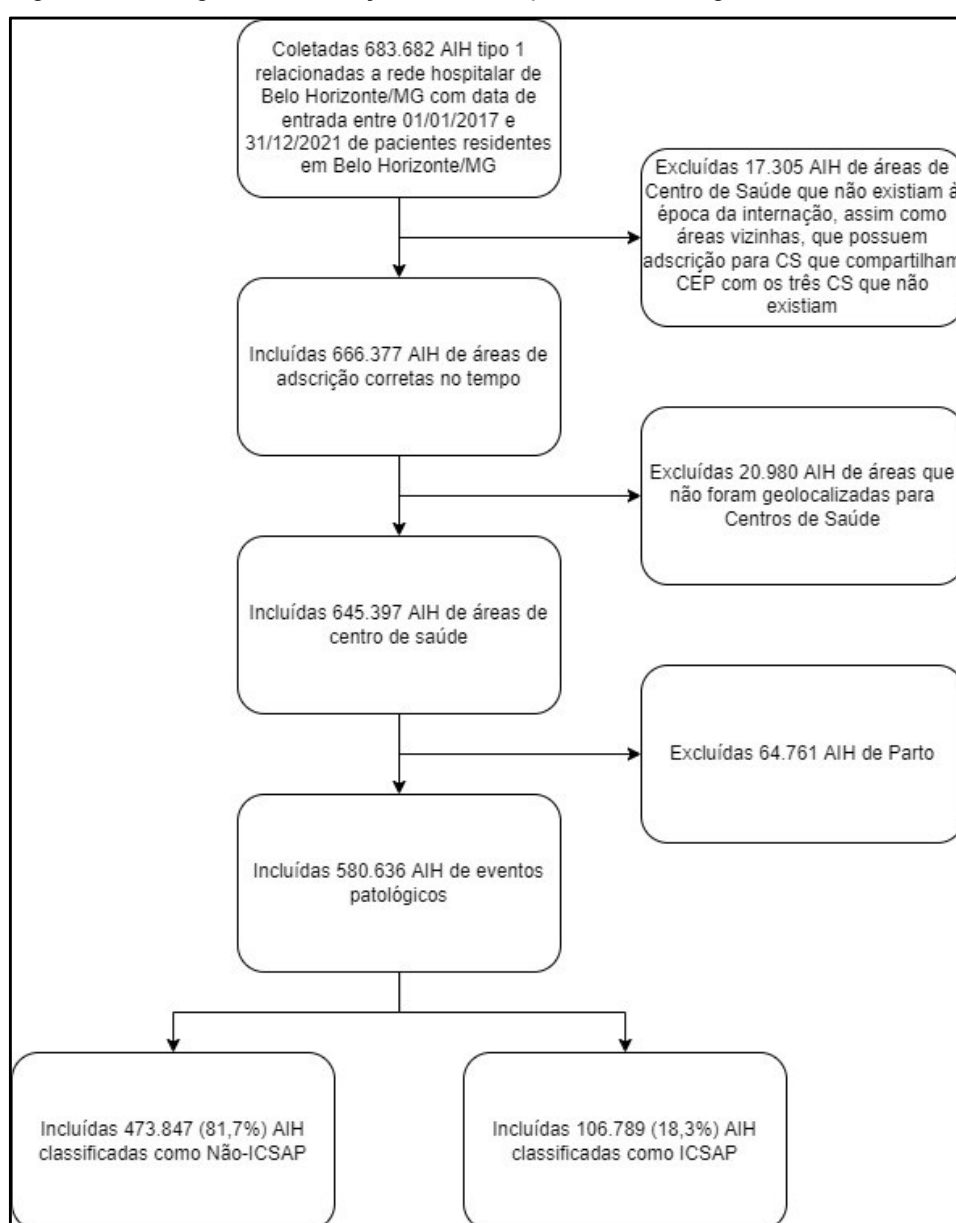 Coletadas 683.682 AIH tipo 1
relacionadas a rede hospitalar de
Belo Horizonte/MG com data de
entrada entre 01/01/2017 e
31/12/2021 de pacientes residentes
em Belo Horizonte/MG
Excluídas 17.305 AIH de áreas de
Centro de Saúde que não existiam à
época da internação, assim como
áreas vizinhas, que possuem
adscrição para CS que compartilham
CEP com os três CS que não
existiam
Incluídas 666.377 AIH de áreas de
adscrição corretas no tempo
Excluídas 20.980 AIH de áreas que
não foram geolocalizadas para
Centros de Saúde
Incluídas 645.397 AIH de áreas de
centro de saúde
Excluídas 64.761 AIH de Parto
Incluídas 580.636 AIH de eventos
patológicos
Incluídas 473.847 (81,7%) AIH
classificadas como Não-ICSAP
Incluídas 106.789 (18,3%) AIH
classificadas como ICSAP